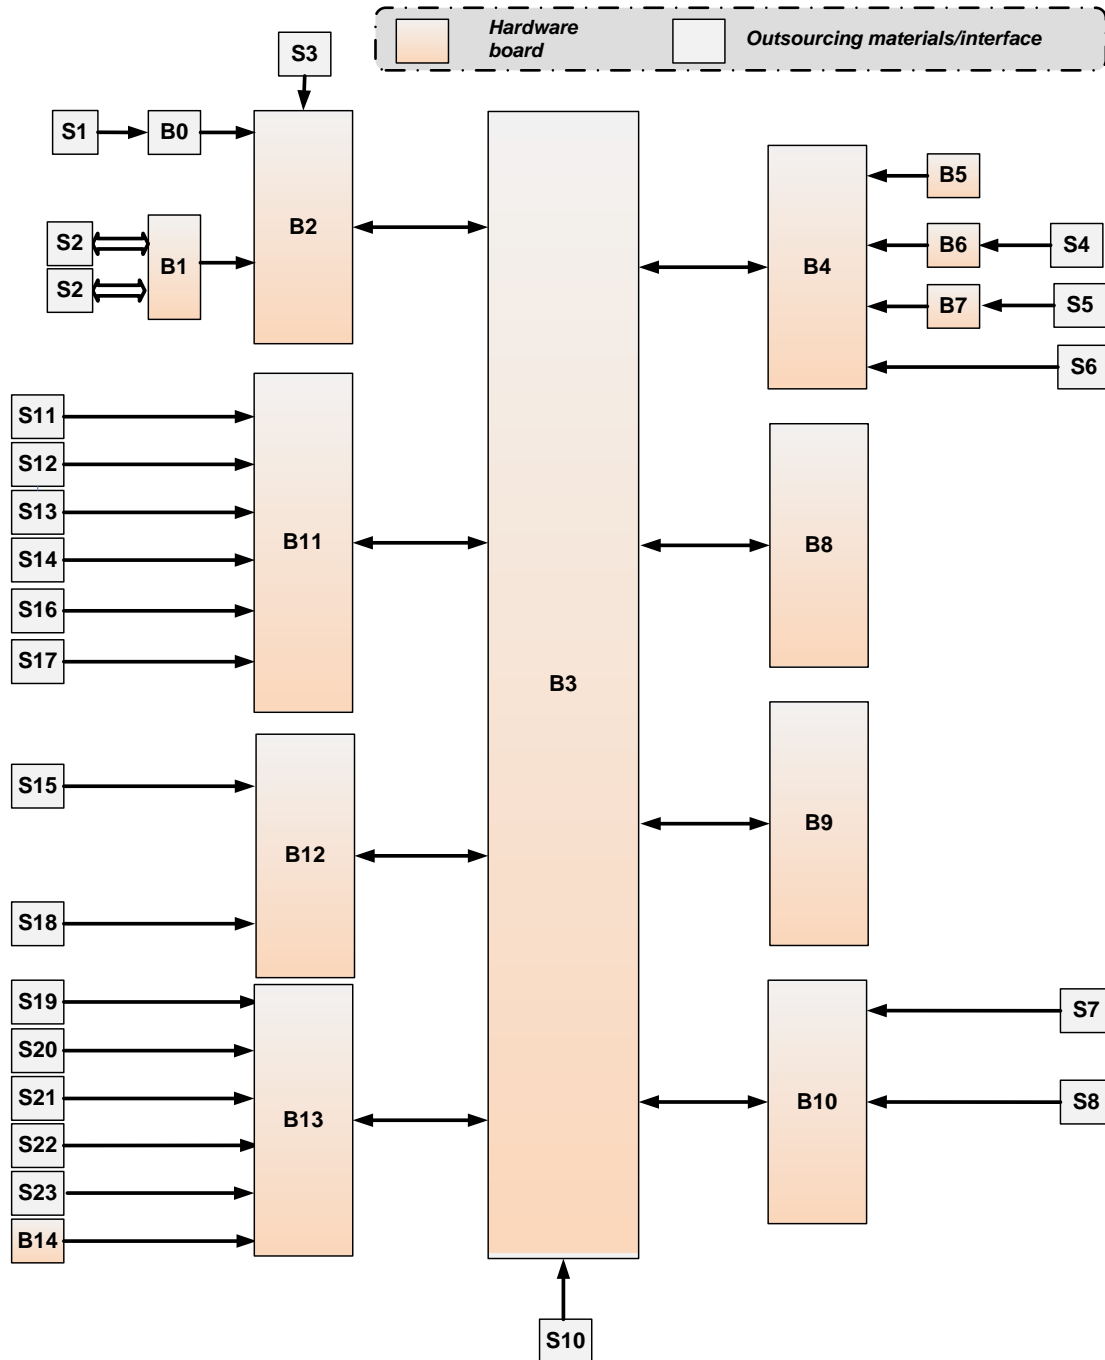 Hardware
board
Outsourcing materials/interface
S3
S1
B0
B2
S2
B1
S2
B5
B4
B6
S4
B7
S5
S6
S11
S12
S13
S14
S16
S17
B11
B8
B3
S15
B12
S18
B9
S19
S20
S21
S22
S23
B14
B13
S7
B10
S8
S10